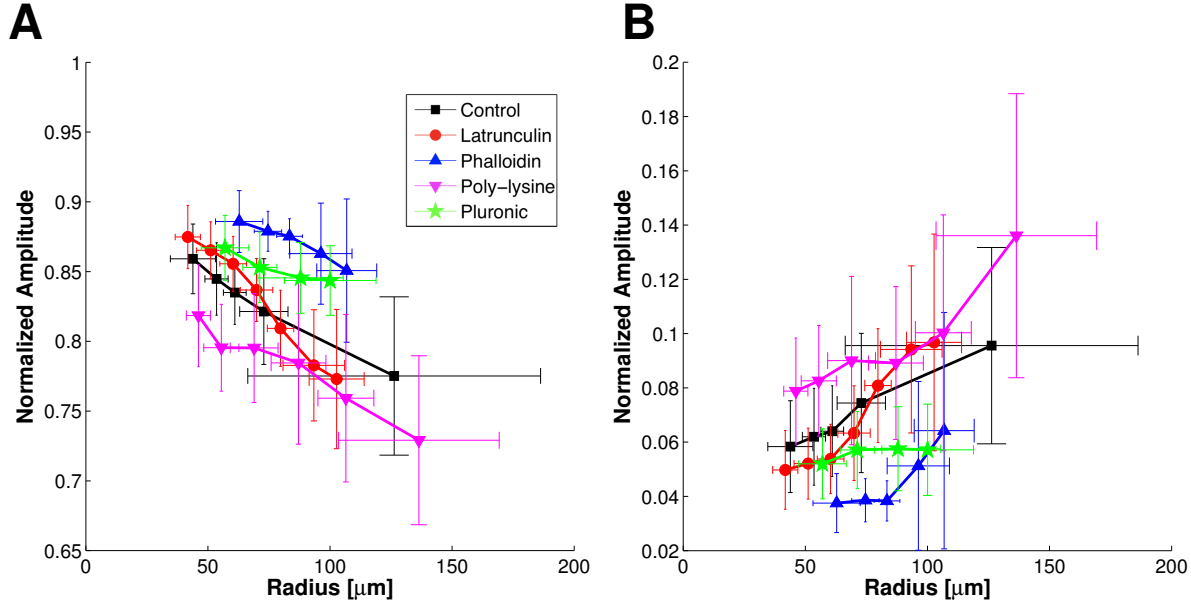 A
Normalized Amplitude
1
0.95
0.9
0.85
0.8
0.75
0.7
0.65
0
50
100
150
200
Radius [μm]
Control
Latrunculin
Phalloidin
Poly-lysine
Pluronic
B
Normalized Amplitude
0.2
0.18
0.16
0.14
0.12
0.1
0.08
0.06
0.04
0.02
0
50
100
150
200
Radius [μm]